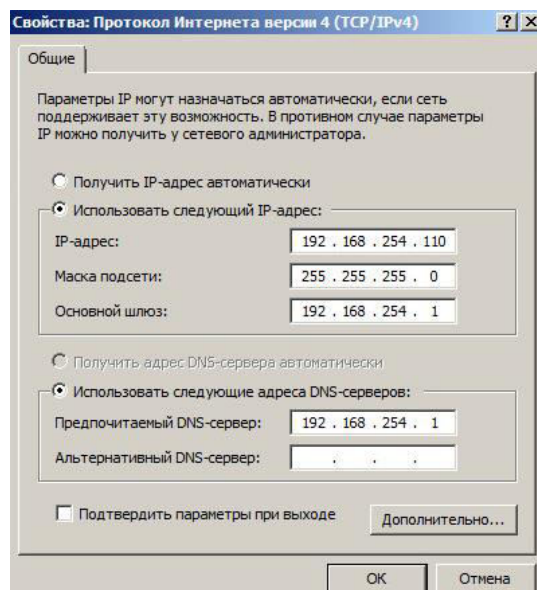 Свойства: Протокол Интернета версии 4 (TCP/IPv4)
Общие
Параметры IP могут назначаться автоматически, если сеть
поддерживает эту возможность. В противном случае параметры
IP можно получить у сетевого администратора.
Получить IP-адрес автоматически
Использовать следующий IP-адрес:
IP-адрес: 192 . 168 . 254 . 110
Маска подсети: 255 . 255 . 255 . 0
Основной шлюз: 192 . 168 . 254 . 1
Получить адрес DNS-сервера автоматически
Использовать следующие адреса DNS-серверов:
Предпочитаемый DNS-сервер: 192 . 168 . 254 . 1
Альтернативный DNS-сервер: . . .
Подтвердить параметры при выходе
Дополнительно...
OK Отмена